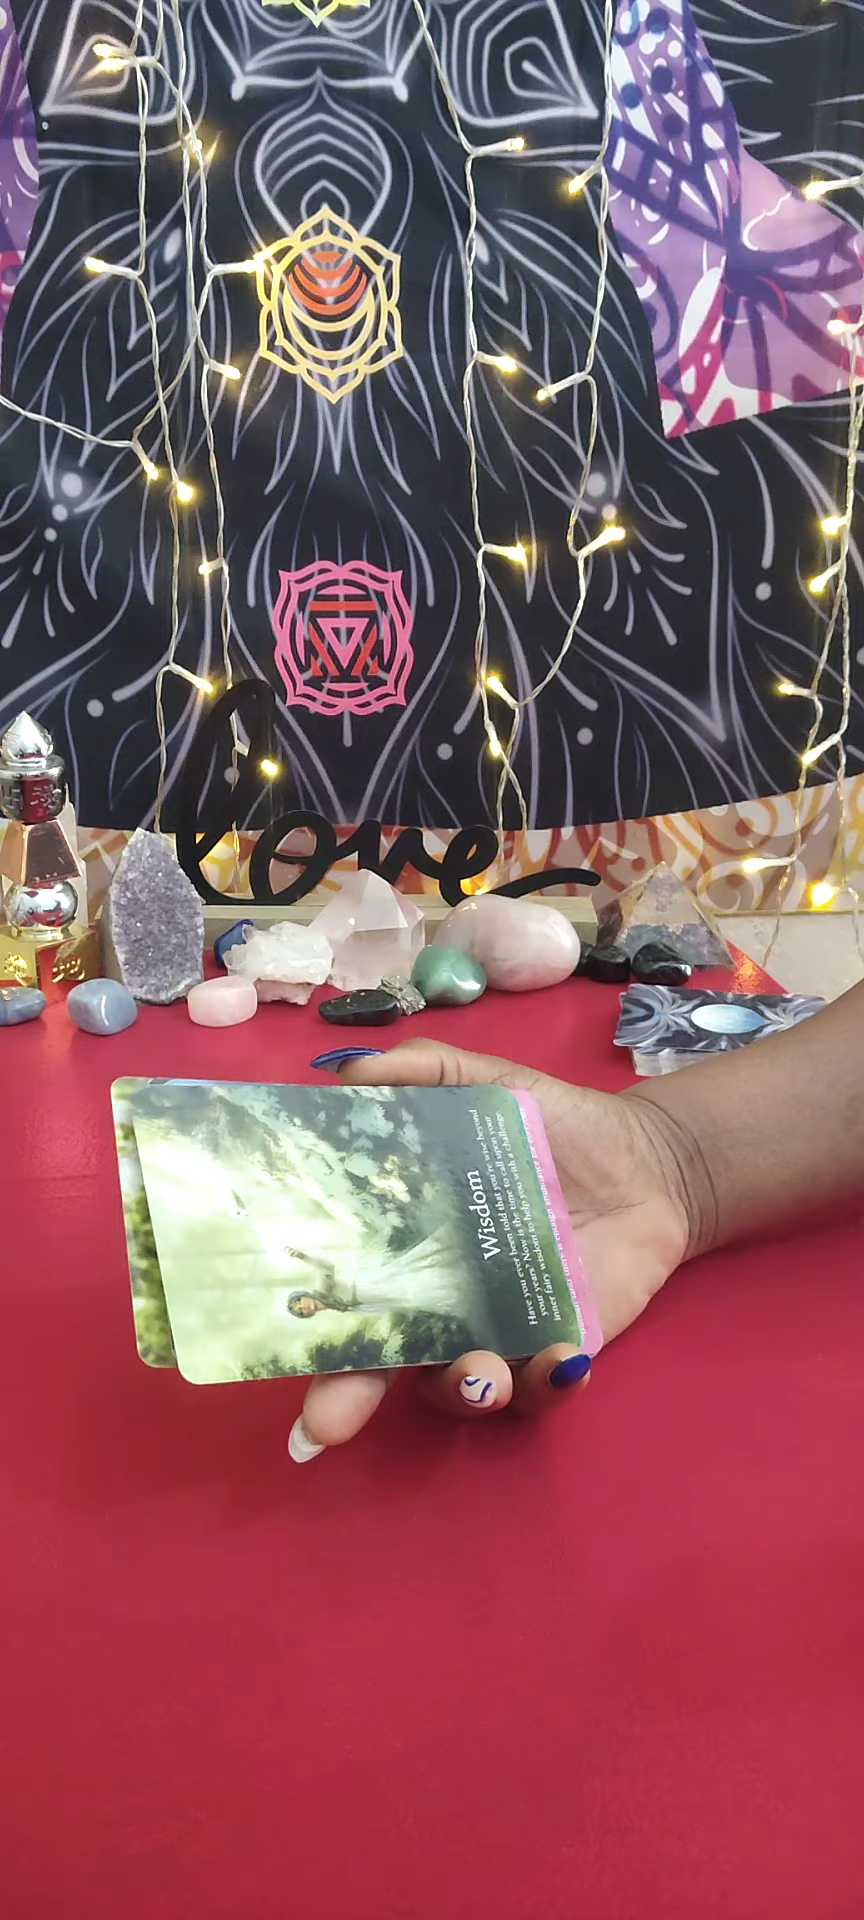 love
Wisdom
Have you ever been told that you're wise beyond
your years? Now is the time to call upon your
inner fairy wisdom to help you with a challenge